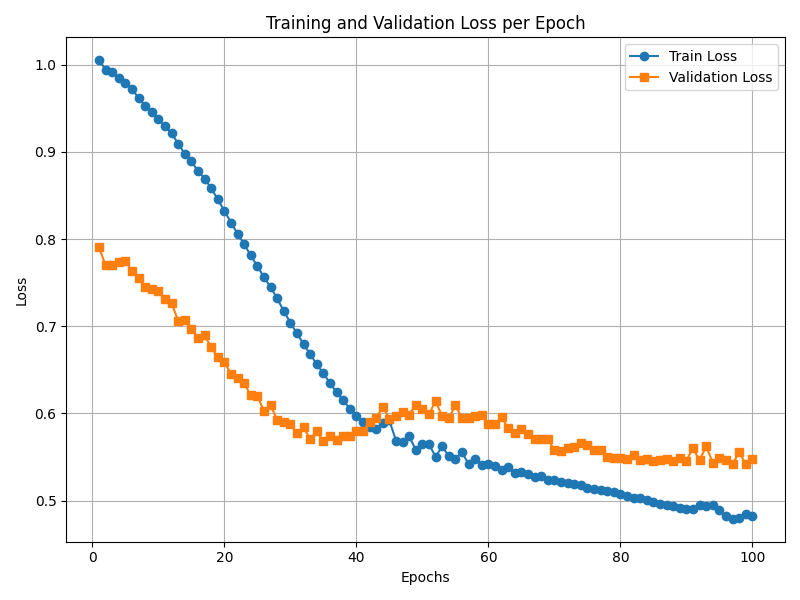 Training and Validation Loss per Epoch
Train Loss
Validation Loss
1.0
0.9
0.8
0.7
0.6
0.5
Loss
0 20 40 60 80 100
Epochs